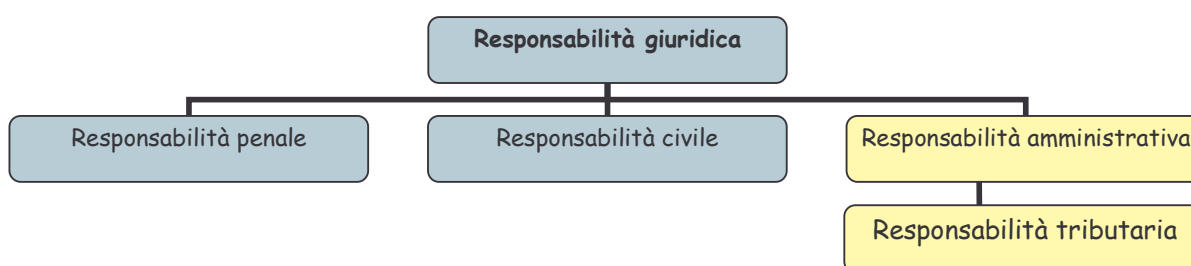 Responsabilità giuridica
Responsabilità penale
Responsabilità civile
Responsabilità amministrativa
Responsabilità tributaria